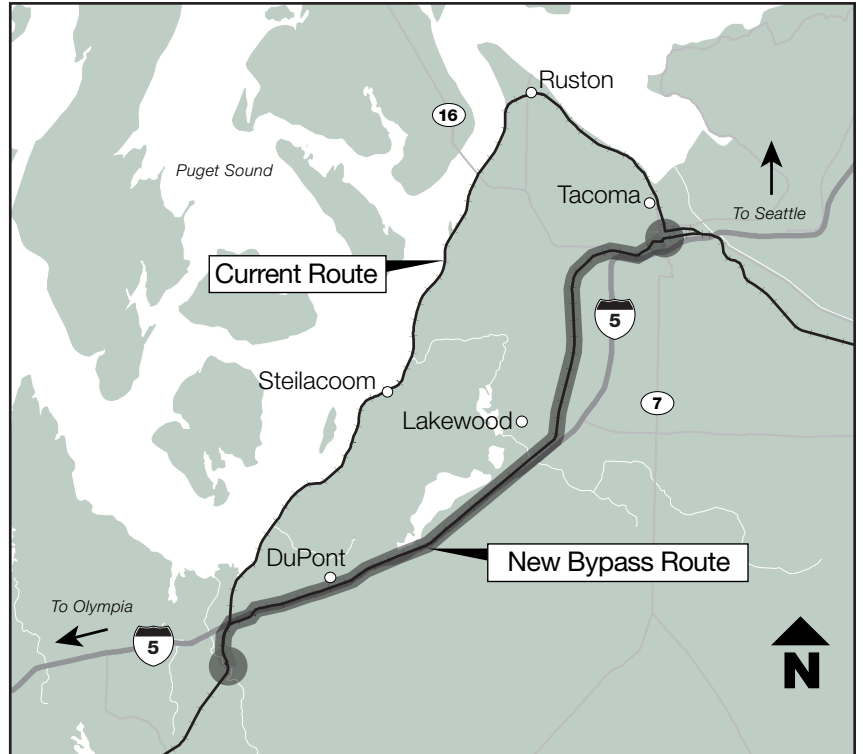 Ruston
16
Puget Sound
Tacoma
To Seattle
Current Route
5
Steilacoom
7
Lakewood
DuPont
New Bypass Route
To Olympia
5
N